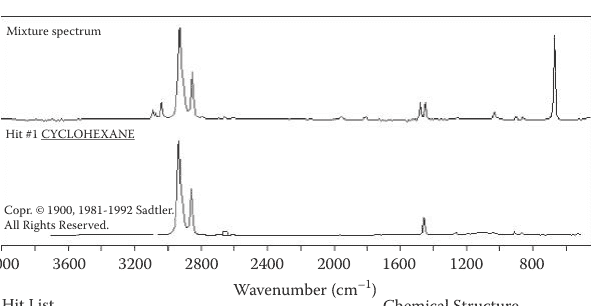 Mixture spectrum
Hit #1 CYCLOHEXANE
Copr. © 1900, 1981-1992 Sadtler.
All Rights Reserved.
3600 3200 2800 2400 2000 1600 1200 800
Wavenumber (cm⁻¹)
Hit List
Chemical Structure